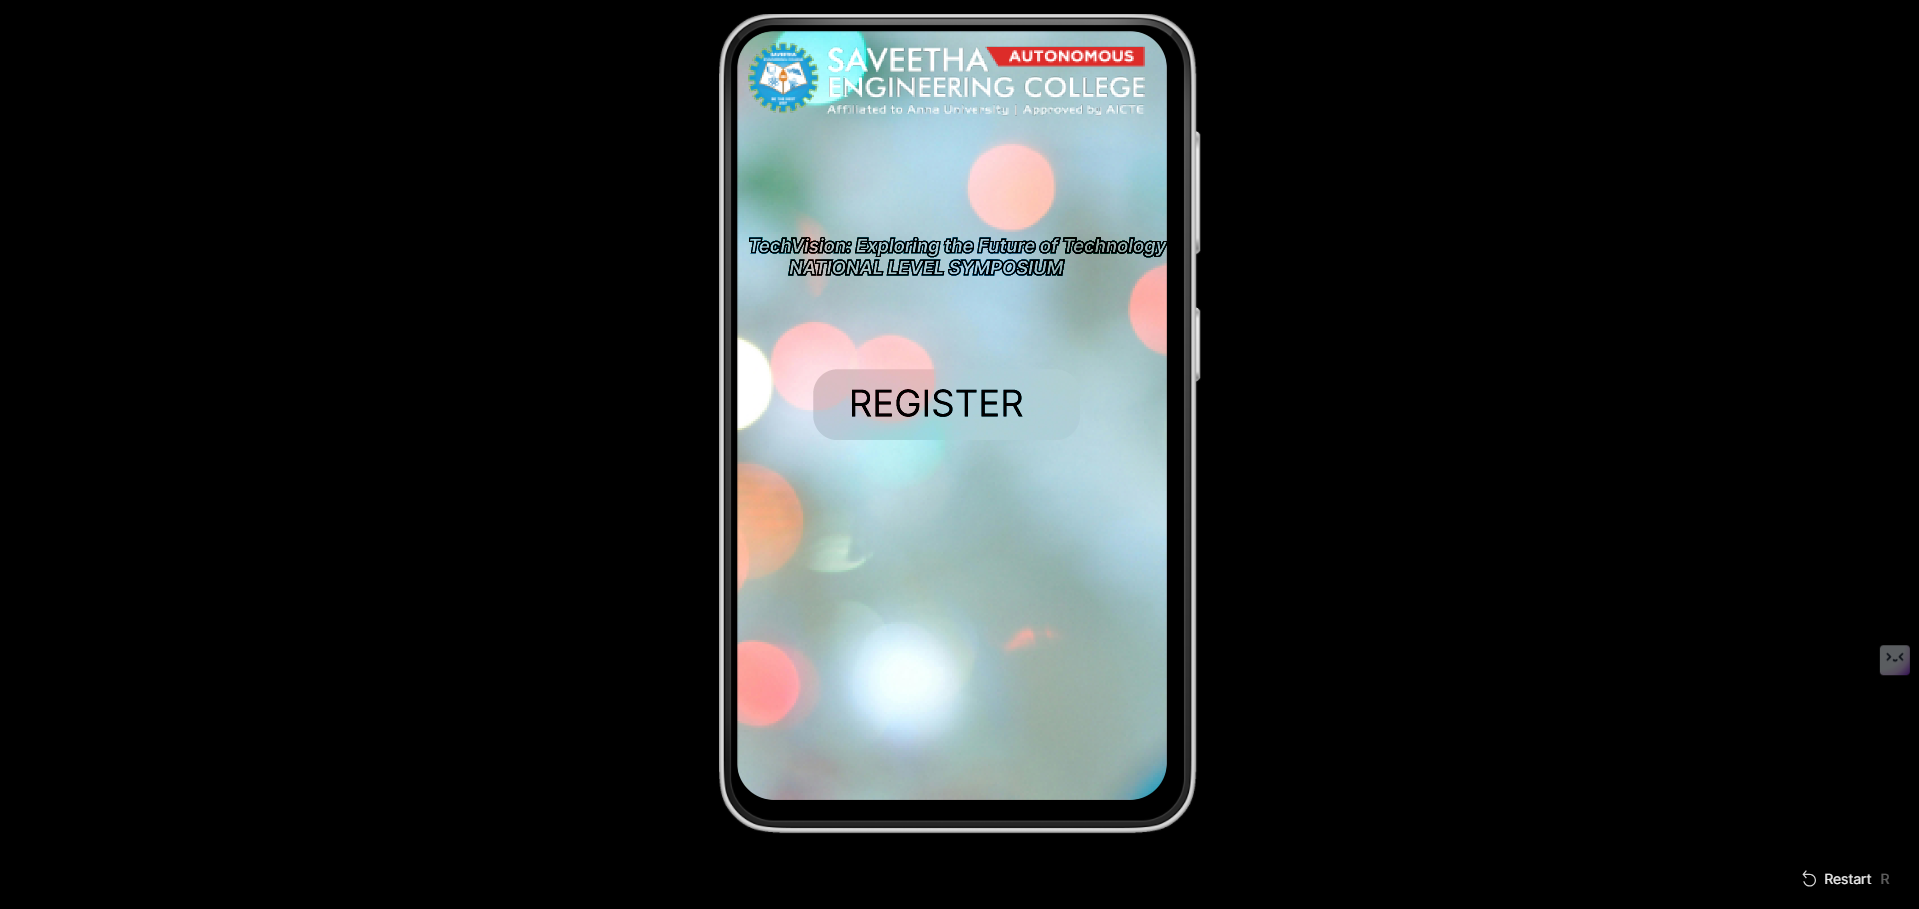 SAVEETHA AUTONOMOUS
ENGINEERING COLLEGE
Affiliated to Anna University | Approved by AICTE
TechVision: Exploring the Future of Technology
NATIONAL LEVEL SYMPOSIUM
REGISTER
Restart R